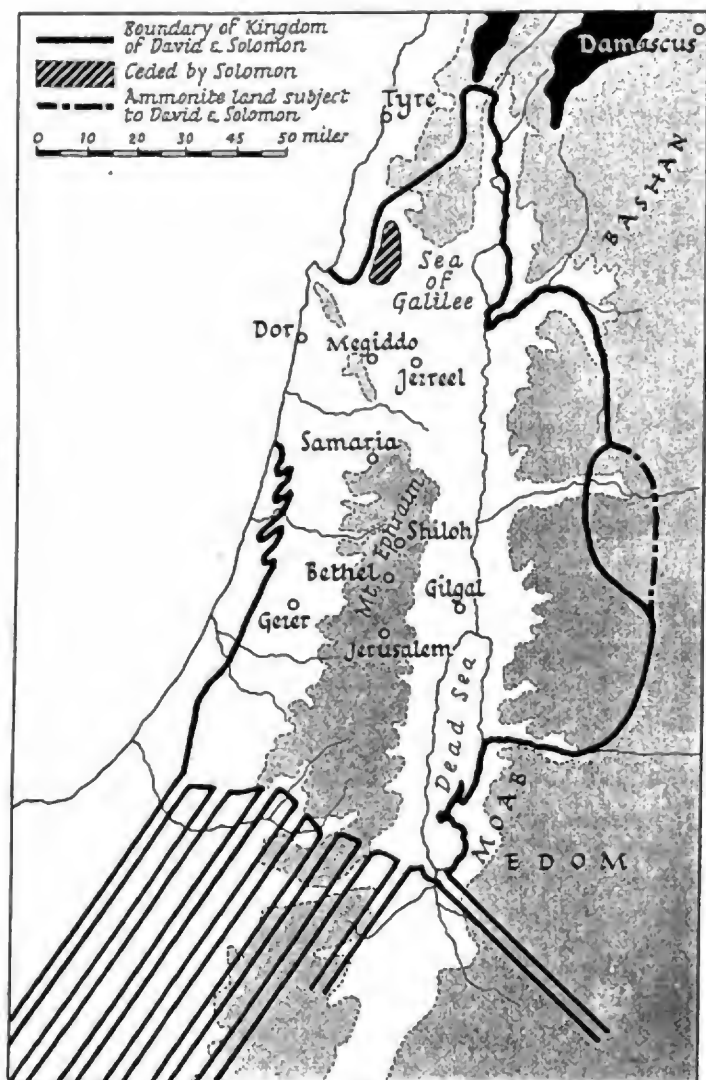 Boundary of Kingdom
of David & Solomon
Ceded by Solomon
Ammonite land subject
to David & Solomon
0 10 20 30 40 50 miles
Damascus
Tyre
BASHAN
Sea
of
Galilee
Dor
Megiddo
Jezreel
Samaria
Mt. Ephraim
Shiloh
Bethel
Gilgal
Gezer
Jerusalem
Dead Sea
MOAB
EDOM